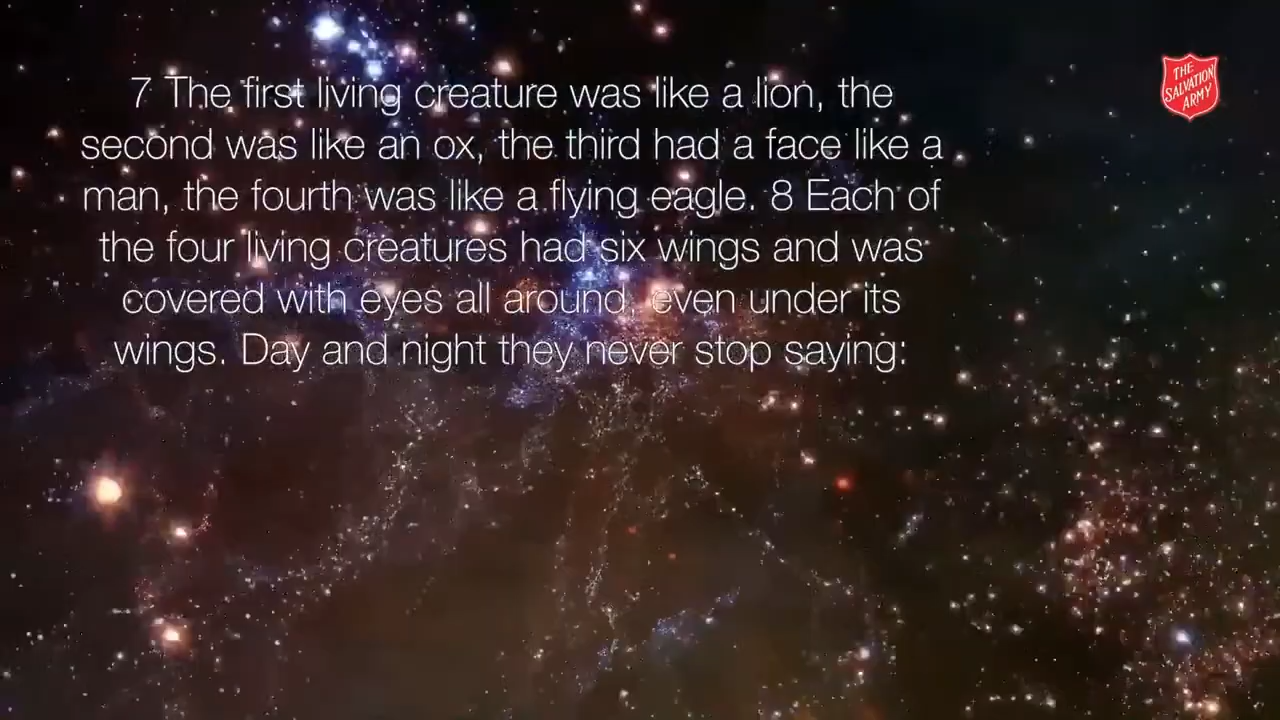 7 The first living creature was like a lion, the
second was like an ox, the third had a face like a
man, the fourth was like a flying eagle. 8 Each of
the four living creatures had six wings and was
covered with eyes all around, even under its
wings. Day and night they never stop saying:
THE
SALVATION
ARMY